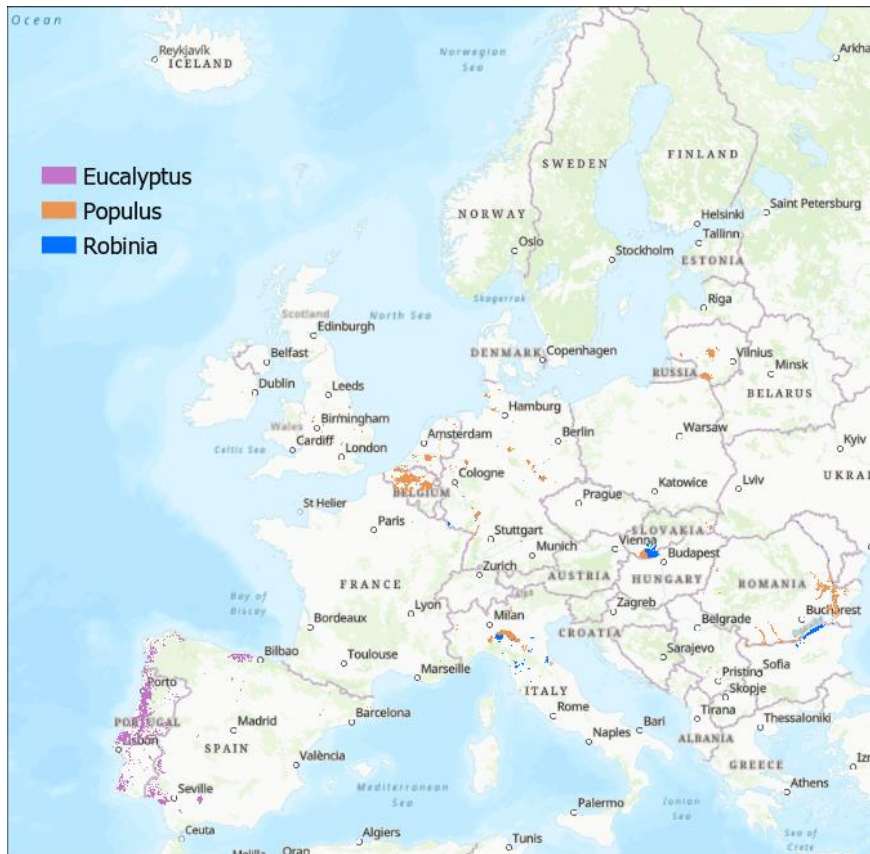 Ocean
Reykjavík
ICELAND
Norwegian
Sea
Arkha
Eucalyptus
Populus
Robinia
SWEDEN
FINLAND
NORWAY
Oslo
Stockholm
Helsinki
Tallinn
ESTONIA
Saint Petersburg
Skagerrak
North Sea
Scotland
Edinburgh
Riga
DENMARK
Copenhagen
Belfast
Dublin
Leeds
Vilnius
Minsk
RUSSIA
BELARUS
Birmingham
Wales
Cardiff
London
Celtic Sea
Hamburg
Amsterdam
Berlin
Warsaw
Kyiv
Cologne
BELGIUM
Prague
Katowice
Lviv
UKRA
St Helier
Paris
Stuttgart
Munich
Vienna
SLOVAKIA
Budapest
Zurich
AUSTRIA
HUNGARY
ROMANIA
FRANCE
Bay of
Biscay
Lyon
Milan
Zagreb
Belgrade
Bucharest
Bordeaux
CROATIA
Toulouse
Marseille
Bilbao
Sarajevo
Pristina
Sofia
Skopje
ITALY
Rome
Bari
Tirana
Porto
PORTUGAL
Lisbon
Madrid
SPAIN
Barcelona
València
Naples
ALBANIA
Thessaloniki
GREECE
Izn
Seville
Mediterranean
Sea
Palermo
Ionian
Sea
Athens
Ceuta
Algiers
Tunis
Melilla
Oran
Sea of
Crete